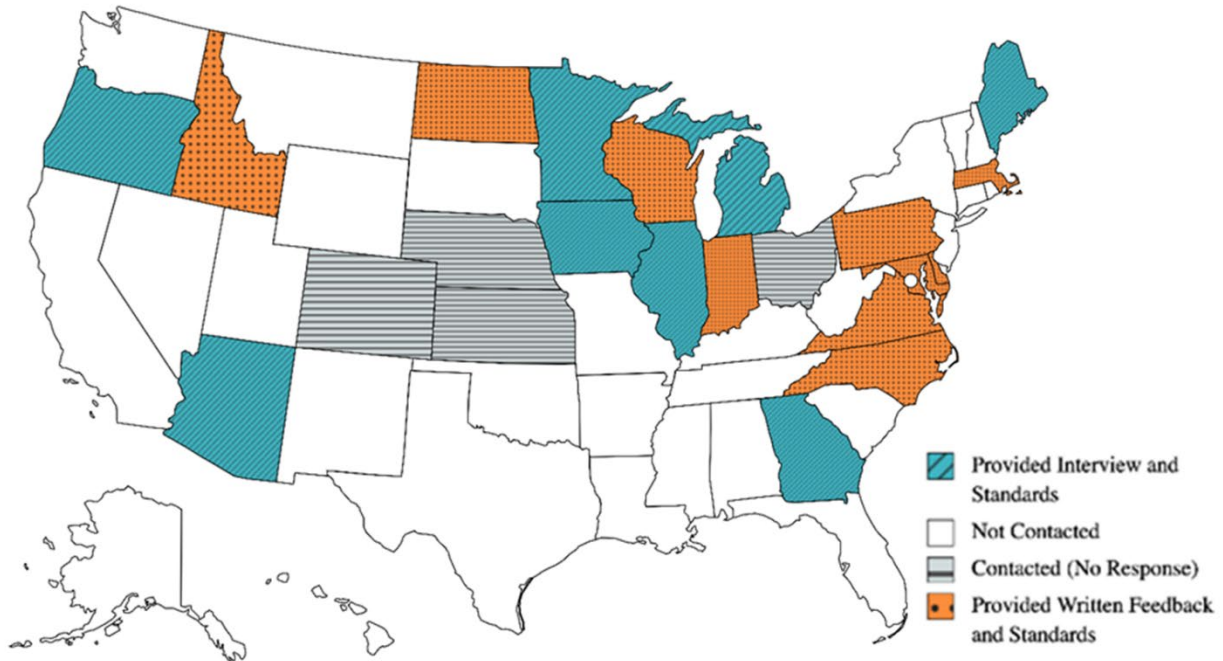 Provided Interview and
Standards
Not Contacted
Contacted (No Response)
Provided Written Feedback
and Standards